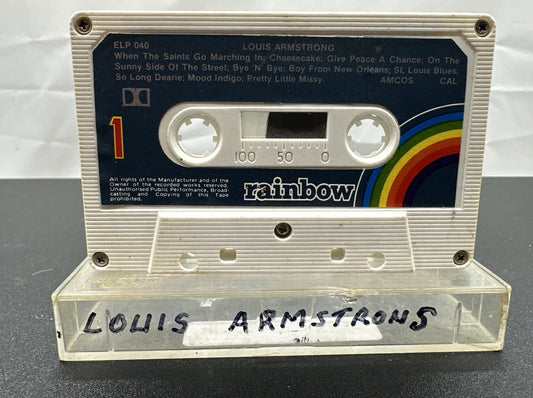 ELP 040 LOUIS ARMSTRONG
When The Saints Go Marching In; Cheesecake; Give Peace A Chance; On The
Sunny Side Of The Street; Bye 'N' Bye; Boy From New Orleans; St. Louis Blues;
So Long Dearie; Mood Indigo; Pretty Little Missy. AMCOS CAL
1
100 50 0
All rights of the Manufacturer and of the
Owner of the recorded works reserved.
Unauthorised Public Performance, Broad-
casting and Copying of this Tape
prohibited.
rainbow
LOUIS ARMSTRONS